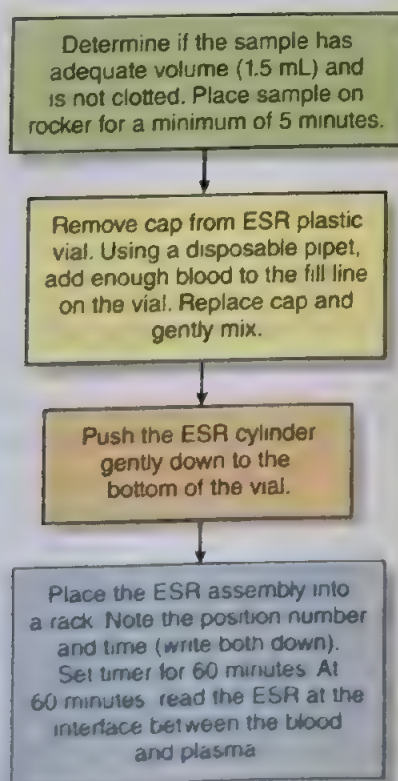 Determine if the sample has
adequate volume (1.5 mL) and
is not clotted. Place sample on
rocker for a minimum of 5 minutes.
Remove cap from ESR plastic
vial. Using a disposable pipet,
add enough blood to the fill line
on the vial. Replace cap and
gently mix.
Push the ESR cylinder
gently down to the
bottom of the vial.
Place the ESR assembly into
a rack Note the position number
and time (write both down).
Set timer for 60 minutes At
60 minutes read the ESR at the
interface between the blood
and plasma